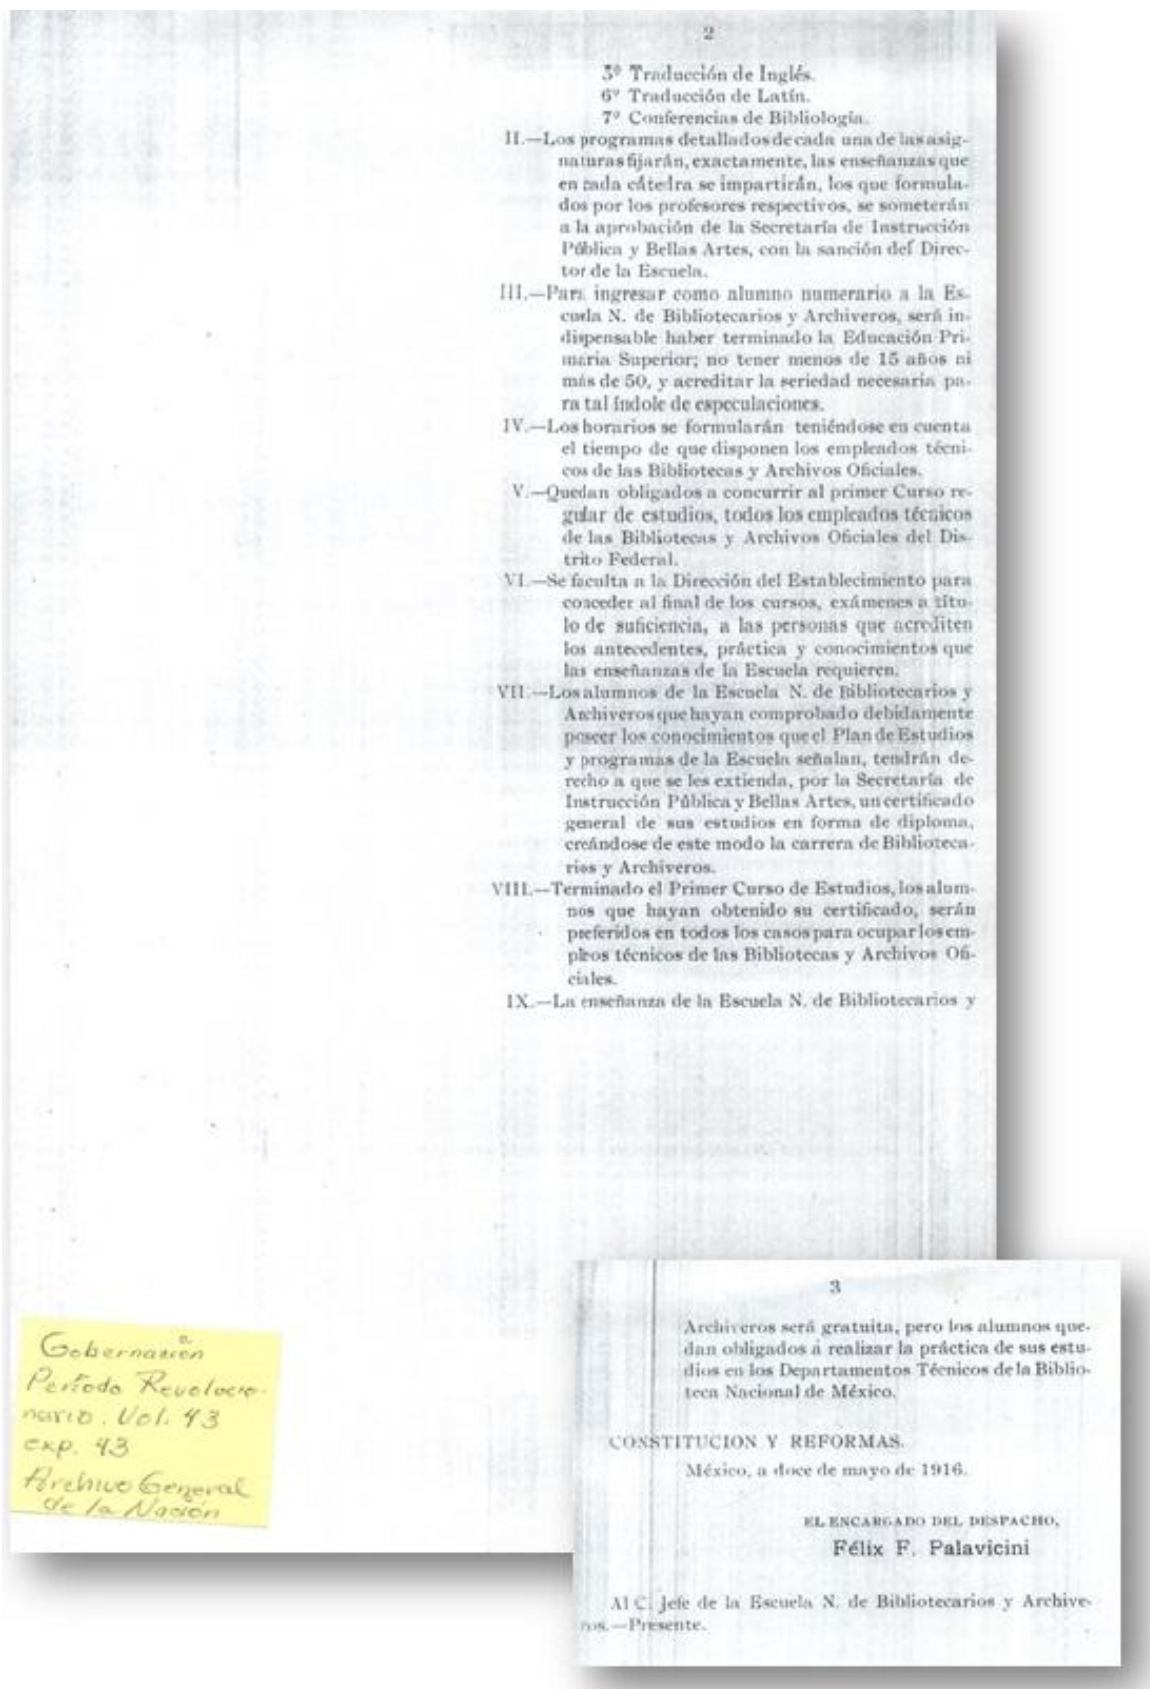 2
5º Traducción de Inglés.
6º Traducción de Latín.
7º Conferencias de Bibliología.
II.—Los programas detallados de cada una de las asig-
naturas fijarán, exactamente, las enseñanzas que
en cada cátedra se impartirán, los que formula-
dos por los profesores respectivos, se someterán
a la aprobación de la Secretaría de Instrucción
Pública y Bellas Artes, con la sanción del Direc-
tor de la Escuela.
III.—Para ingresar como alumno numerario a la Es-
cuela N. de Bibliotecarios y Archiveros, será in-
dispensable haber terminado la Educación Pri-
maria Superior; no tener menos de 15 años ni
más de 50, y acreditar la seriedad necesaria pa-
ra tal índole de especulaciones.
IV.—Los horarios se formularán teniéndose en cuenta
el tiempo de que disponen los empleados técni-
cos de las Bibliotecas y Archivos Oficiales.
V.—Quedan obligados a concurrir al primer Curso re-
gular de estudios, todos los empleados técnicos
de las Bibliotecas y Archivos Oficiales del Dis-
trito Federal.
VI.—Se faculta a la Dirección del Establecimiento para
conceder al final de los cursos, exámenes a títu-
lo de suficiencia, a las personas que acrediten
los antecedentes, práctica y conocimientos que
las enseñanzas de la Escuela requieren.
VII.—Los alumnos de la Escuela N. de Bibliotecarios y
Archiveros que hayan comprobado debidamente
poseer los conocimientos que el Plan de Estudios
y programas de la Escuela señalan, tendrán de-
recho a que se les extienda, por la Secretaría de
Instrucción Pública y Bellas Artes, un certificado
general de sus estudios en forma de diploma,
creándose de este modo la carrera de Biblioteca-
rios y Archiveros.
VIII.—Terminado el Primer Curso de Estudios, los alum-
nos que hayan obtenido su certificado, serán
preferidos en todos los casos para ocupar los em-
pleos técnicos de las Bibliotecas y Archivos Ofi-
ciales.
IX.—La enseñanza de la Escuela N. de Bibliotecarios y
3
Archiveros será gratuita, pero los alumnos que-
dan obligados a realizar la práctica de sus estu-
dios en los Departamentos Técnicos de la Biblio-
teca Nacional de México.
CONSTITUCION Y REFORMAS.
México, a doce de mayo de 1916.
EL ENCARGADO DEL DESPACHO,
Félix F. Palavicini
Al C. Jefe de la Escuela N. de Bibliotecarios y Archive-
ros.—Presente.
Gobernación
Período Revolucio-
nario. Vol. 43
exp. 43
Archivo General
de la Nación